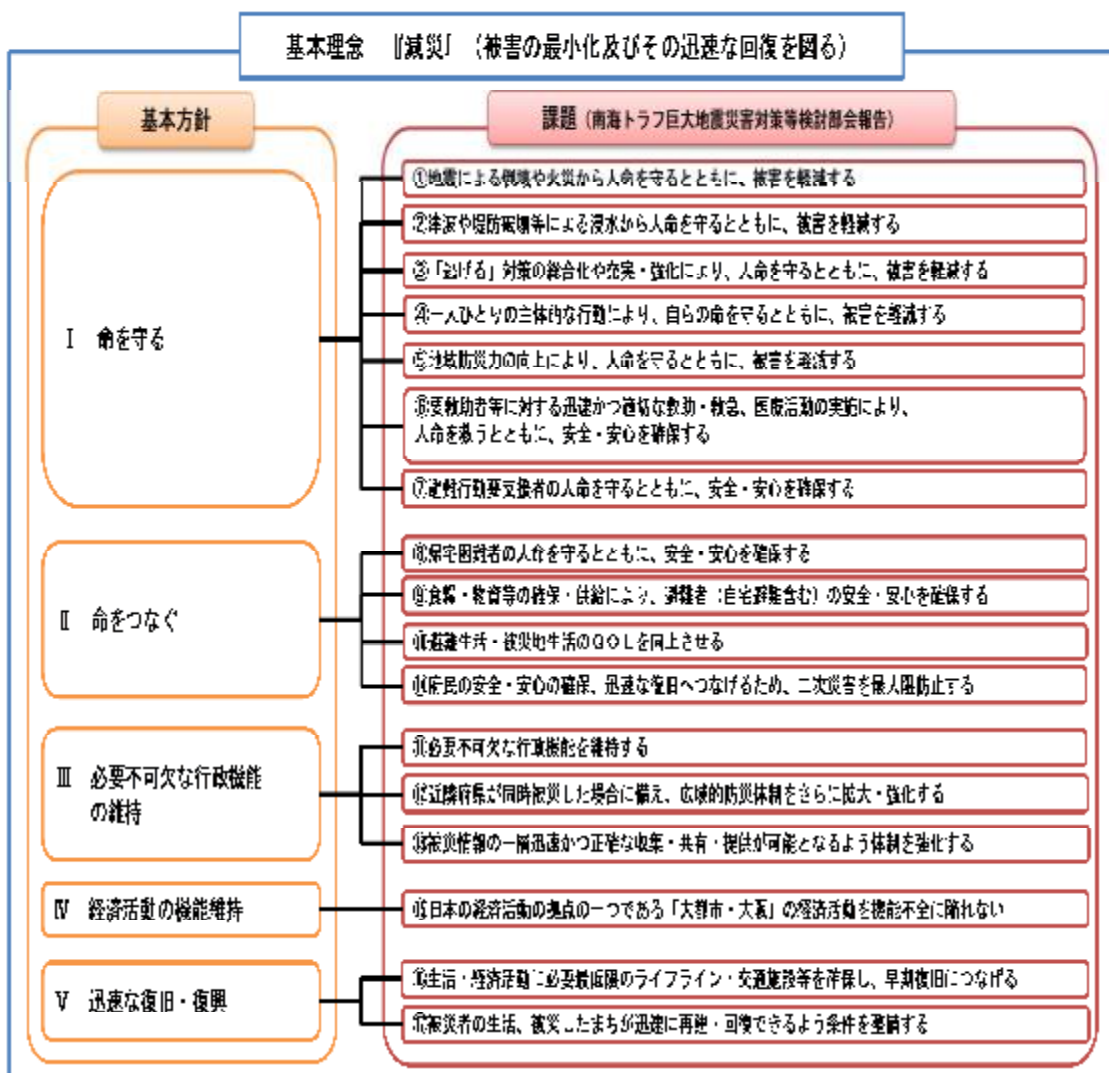 基本理念 『減災』 (被害の最小化及びその迅速な回復を図る)
基本方針
課題 (南海トラフ巨大地震災害対策等検討部会報告)
Ⅰ 命を守る
①地震による倒壊や火災から人命を守るとともに、被害を軽減する
②津波や堤防破壊等による浸水から人命を守るとともに、被害を軽減する
③「逃げる」対策の総合化や充実・強化により、人命を守るとともに、被害を軽減する
④一人ひとりの主体的な行動により、自らの命を守るとともに、被害を軽減する
⑤地域防災力の向上により、人命を守るとともに、被害を軽減する
⑥要救助者等に対する迅速かつ適切な救助・救急、医療活動の実施により、
人命を救うとともに、安全・安心を確保する
⑦避難行動要支援者の人命を守るとともに、安全・安心を確保する
Ⅱ 命をつなぐ
⑧帰宅困難者の人命を守るとともに、安全・安心を確保する
⑨食糧・物資等の確保・供給により、避難者(自宅避難含む)の安全・安心を確保する
避難生活・被災地生活のQOLを向上させる
府民の安全・安心の確保、迅速な復旧へつなげるため、二次災害を最大限防止する
Ⅲ 必要不可欠な行政機能
の維持
必要不可欠な行政機能を維持する
近隣府県が同時被災した場合に備え、広域的防災体制をさらに拡大・強化する
被災情報の一層迅速かつ正確な収集・共有・提供が可能となるよう体制を強化する
Ⅳ 経済活動の機能維持
日本の経済活動の拠点の一つである「大都市・大阪」の経済活動を機能不全に陥れない
Ⅴ 迅速な復旧・復興
生活・経済活動に必要最低限のライフライン・交通施設等を確保し、早期復旧につなげる
被災者の生活、被災したまちが迅速に再建・回復できるよう条件を整備する